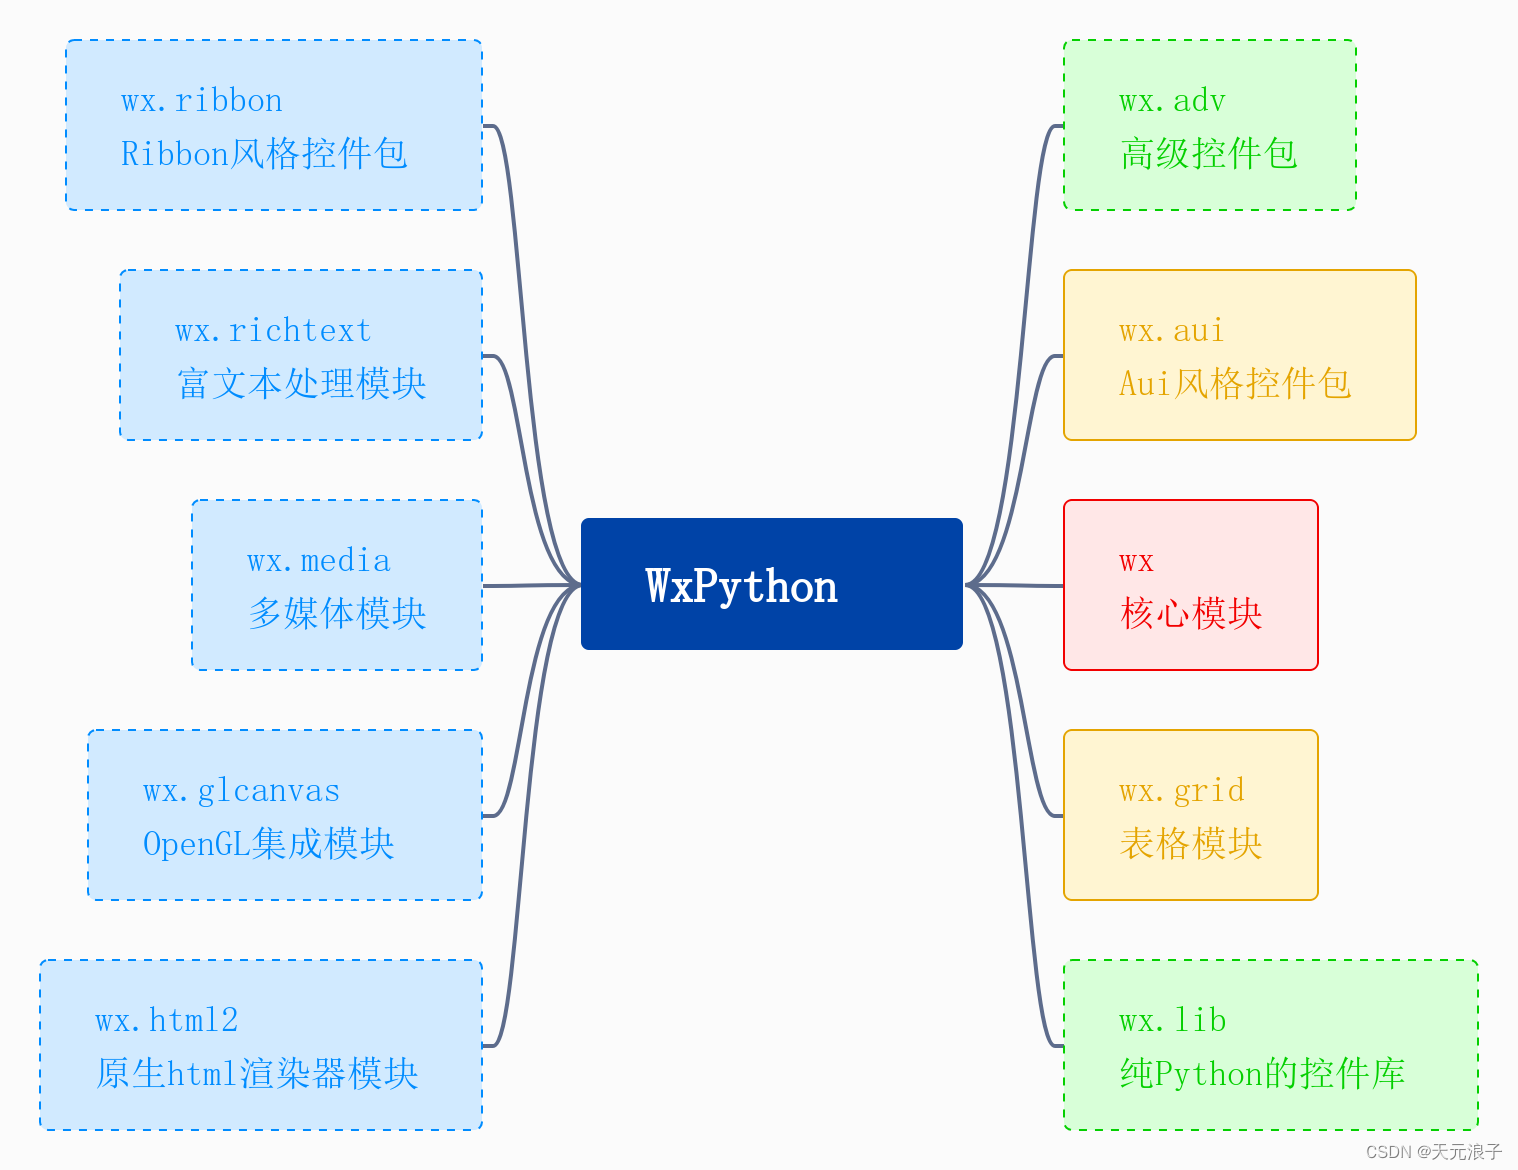 wx.ribbon
Ribbon风格控件包
wx.richtext
富文本处理模块
wx.media
多媒体模块
wx.glcanvas
OpenGL集成模块
wx.html2
原生html渲染器模块
WxPython
wx.adv
高级控件包
wx.aui
Aui风格控件包
wx
核心模块
wx.grid
表格模块
wx.lib
纯Python的控件库
CSDN @天元浪子